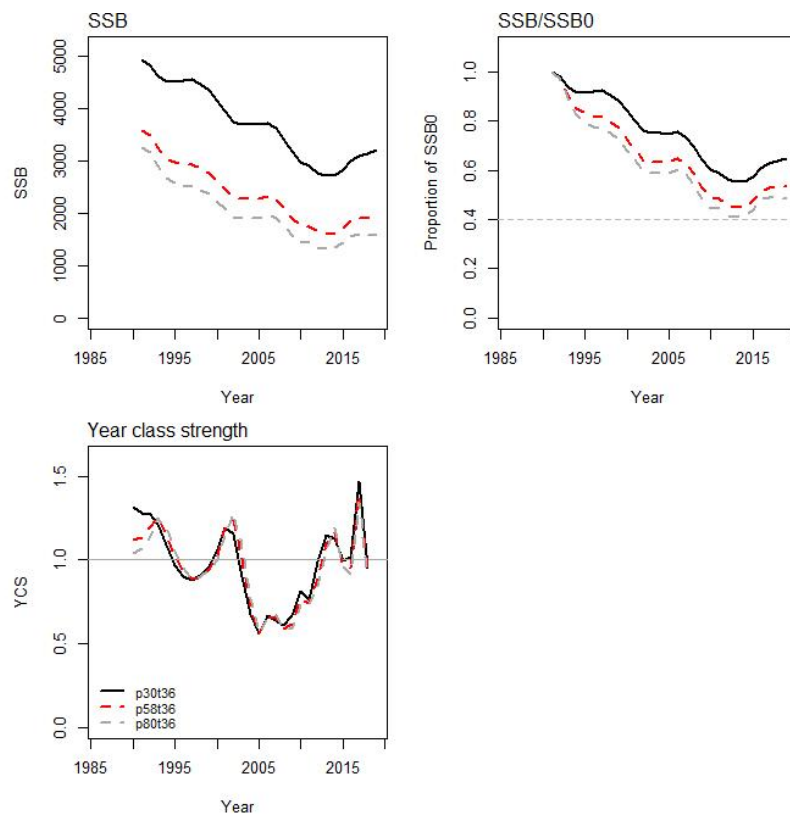 SSB
SSB/SSB0
5000
4000
3000
2000
1000
0
SSB
1985
1995
2005
2015
Year
1.0
0.8
0.6
0.4
0.2
0.0
Proportion of SSB0
1985
1995
2005
2015
Year
Year class strength
1.5
1.0
0.5
0.0
YCS
p30t36
p58t36
p80t36
1985
1995
2005
2015
Year